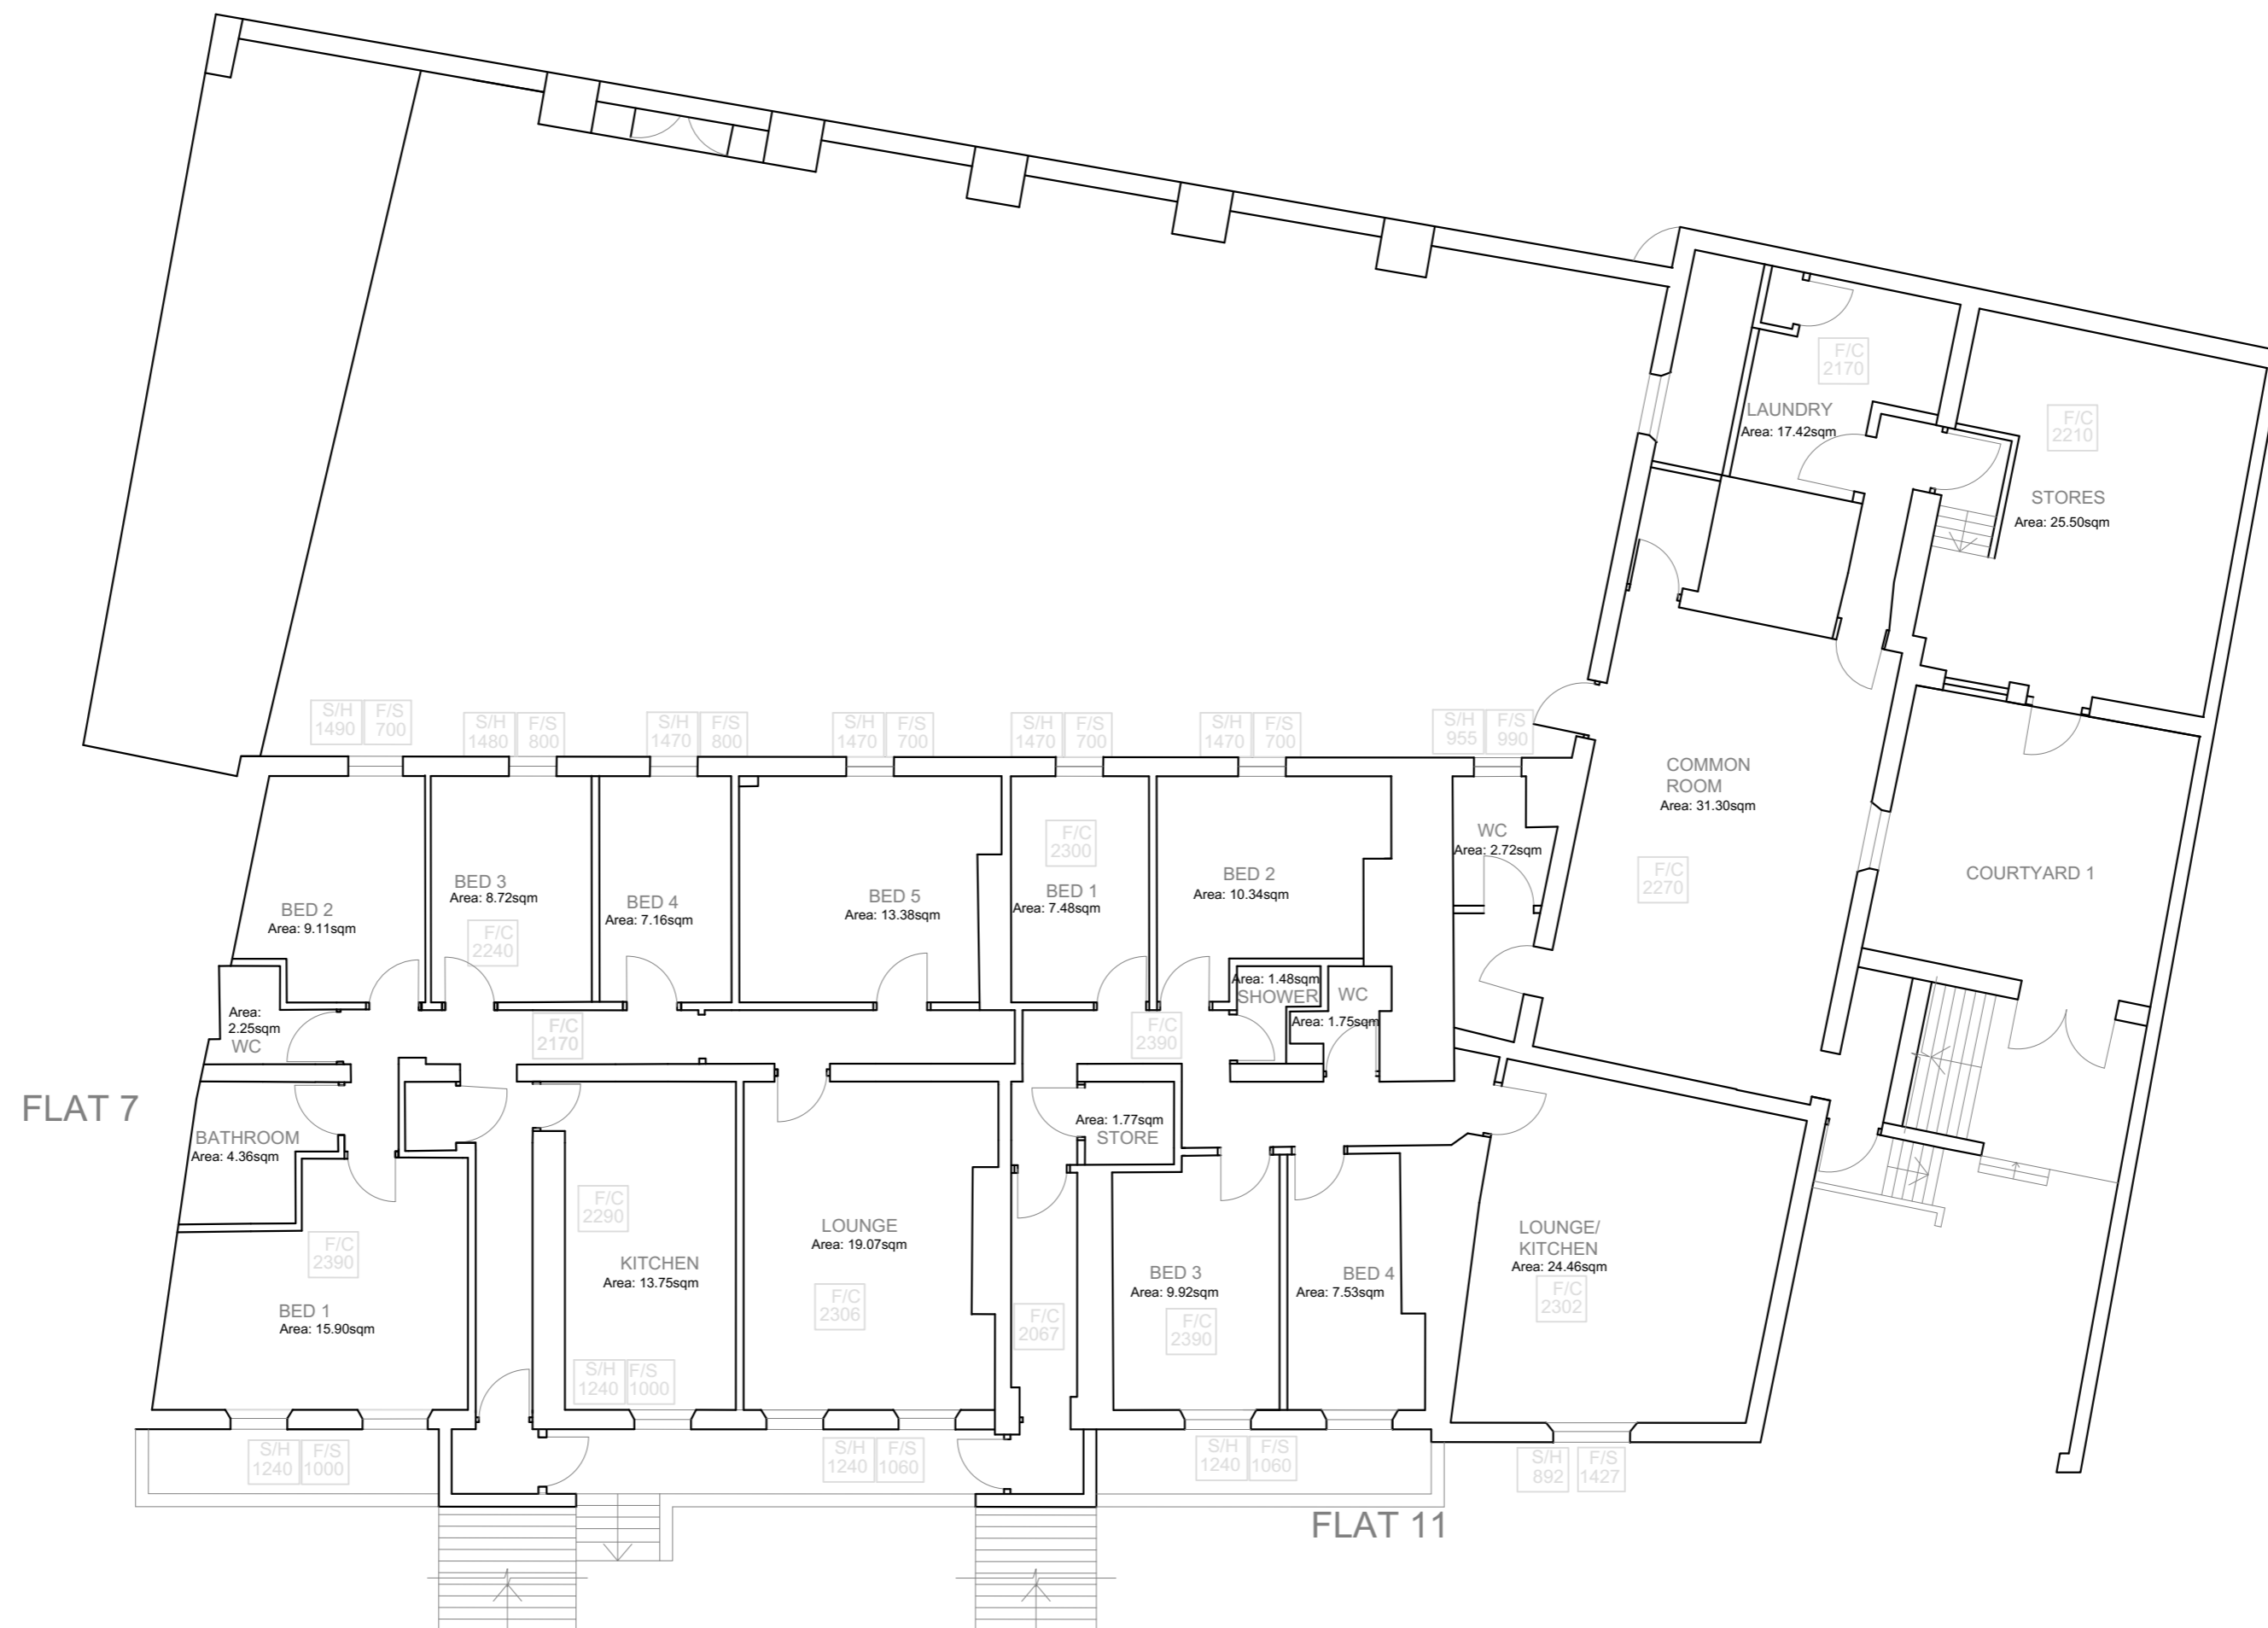 F/C
2170
LAUNDRY
Area: 17.42sqm
F/C
2210
STORES
Area: 25.50sqm
S/H
1490
F/S
700
S/H
1480
F/S
800
S/H
1470
F/S
800
S/H
1470
F/S
700
S/H
1470
F/S
700
S/H
1470
F/S
700
S/H
955
F/S
990
COMMON
ROOM
Area: 31.30sqm
F/C
2270
COURTYARD 1
BED 2
Area: 9.11sqm
BED 3
Area: 8.72sqm
F/C
2240
BED 4
Area: 7.16sqm
BED 5
Area: 13.38sqm
F/C
2300
BED 1
Area: 7.48sqm
BED 2
Area: 10.34sqm
WC
Area: 2.72sqm
Area:
2.25sqm
WC
F/C
2170
F/C
2390
Area: 1.48sqm
SHOWER
WC
Area: 1.75sqm
FLAT 7
BATHROOM
Area: 4.36sqm
Area: 1.77sqm
STORE
F/C
2390
BED 1
Area: 15.90sqm
F/C
2290
KITCHEN
Area: 13.75sqm
S/H
1240
F/S
1000
LOUNGE
Area: 19.07sqm
F/C
2306
F/C
2067
BED 3
Area: 9.92sqm
F/C
2390
BED 4
Area: 7.53sqm
LOUNGE/
KITCHEN
Area: 24.46sqm
F/C
2302
S/H
1240
F/S
1000
S/H
1240
F/S
1060
S/H
1240
F/S
1060
S/H
892
F/S
1427
FLAT 11